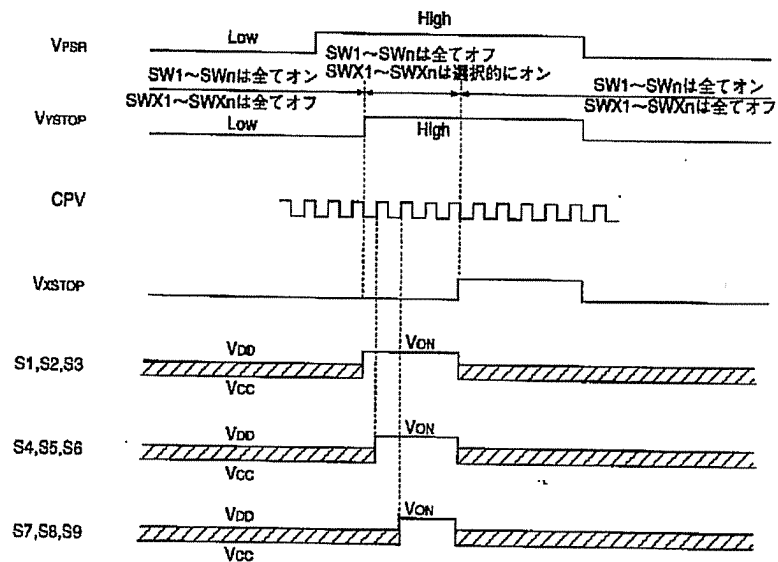 High
VPSR Low
SW1～SWnは全てオフ
SWX1～SWXnは選択的にオン
SW1～SWnは全てオン
SWX1～SWXnは全てオフ
SW1～SWnは全てオン
SWX1～SWXnは全てオフ
VYSTOP Low High
CPV
VXSTOP
S1,S2,S3 VDD VON
VCC
S4,S5,S6 VDD VON
VCC
S7,S8,S9 VDD VON
VCC